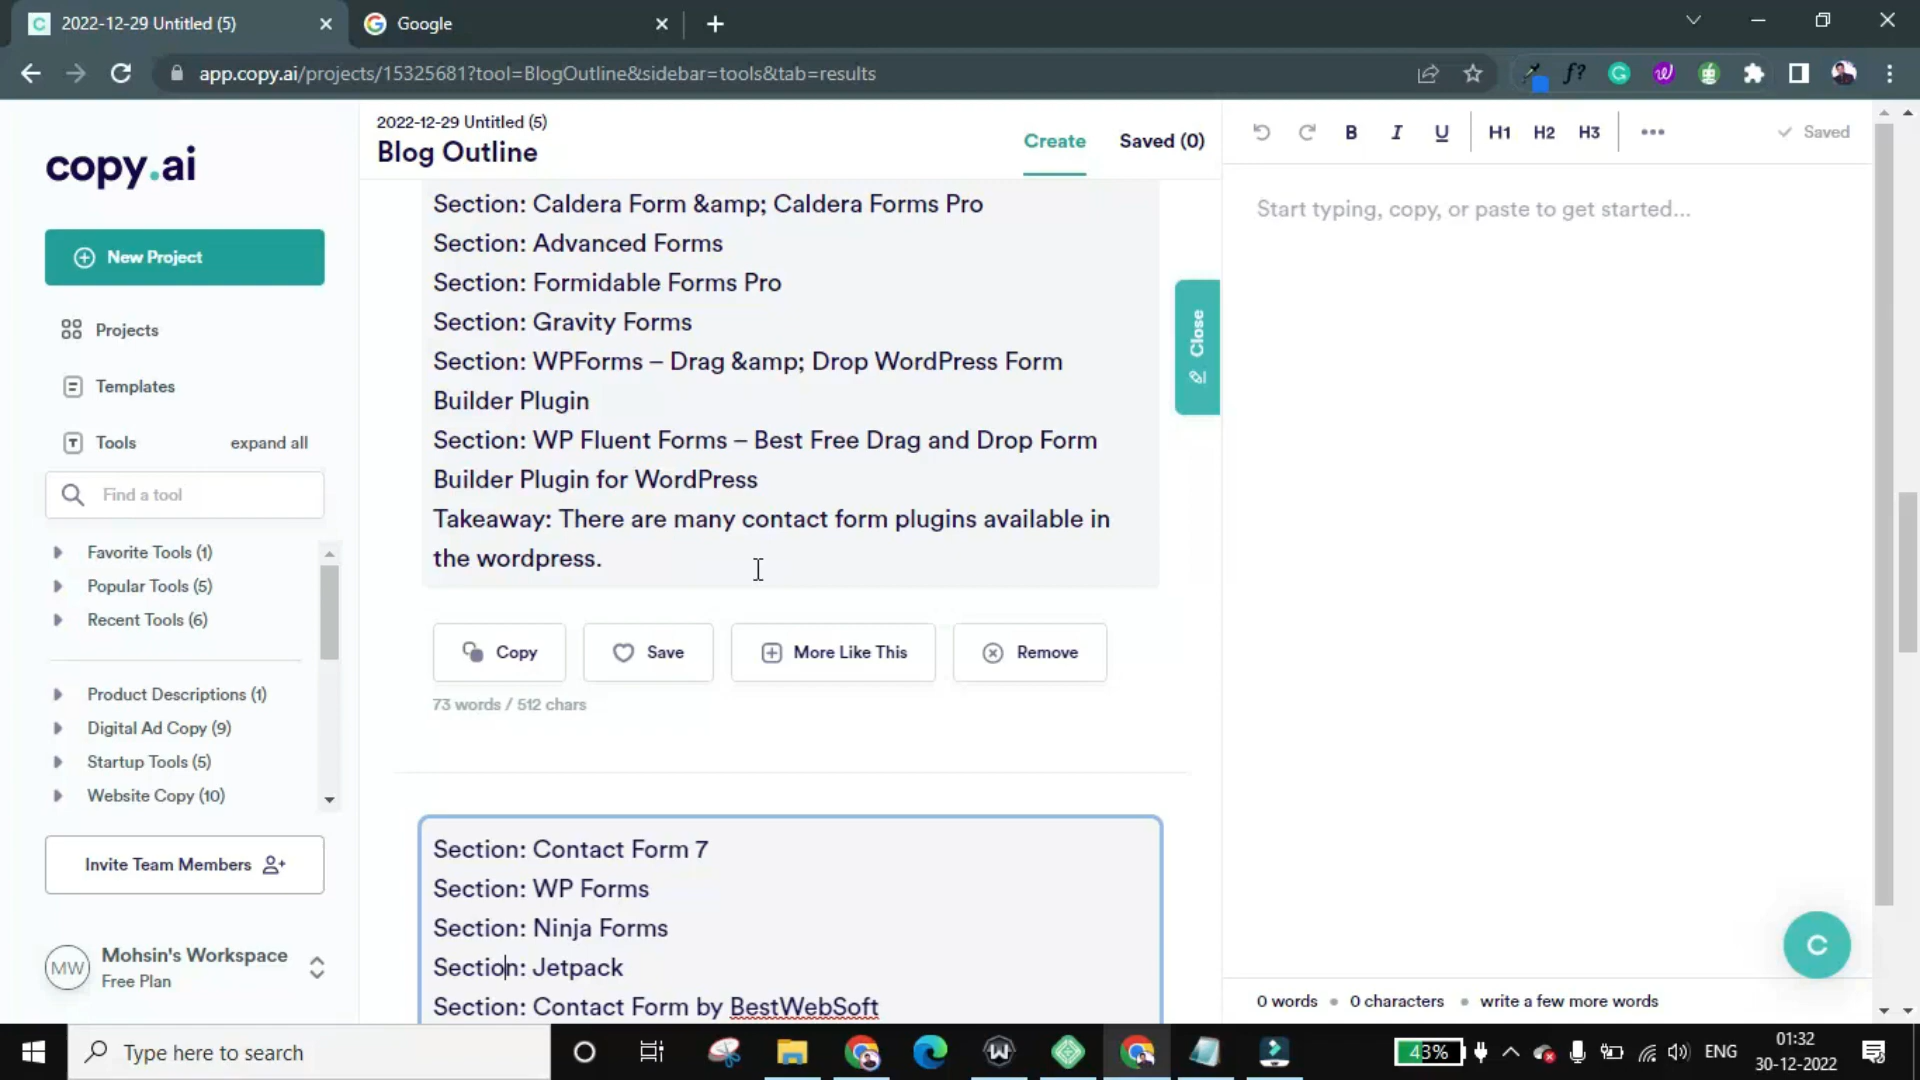 2022-12-29 Untitled (5)
Google
app.copy.ai/projects/15325681?tool=BlogOutline&sidebar=tools&tab=results
f?
copy.ai
New Project
Projects
Templates
Tools
expand all
Find a tool
Favorite Tools (1)
Popular Tools (5)
Recent Tools (6)
Product Descriptions (1)
Digital Ad Copy (9)
Startup Tools (5)
Website Copy (10)
Invite Team Members
MW
Mohsin's Workspace
Free Plan
2022-12-29 Untitled (5)
Blog Outline
Create
Saved (0)
Section: Caldera Form &amp;amp; Caldera Forms Pro
Section: Advanced Forms
Section: Formidable Forms Pro
Section: Gravity Forms
Section: WPForms – Drag &amp;amp; Drop WordPress Form
Builder Plugin
Section: WP Fluent Forms – Best Free Drag and Drop Form
Builder Plugin for WordPress
Takeaway: There are many contact form plugins available in
the wordpress.
Copy
Save
More Like This
Remove
73 words / 512 chars
Section: Contact Form 7
Section: WP Forms
Section: Ninja Forms
Section: Jetpack
Section: Contact Form by BestWebSoft
Close
B
I
U
H1
H2
H3
Saved
Start typing, copy, or paste to get started...
C
0 words • 0 characters • write a few more words
Type here to search
43%
ENG
01:32
30-12-2022